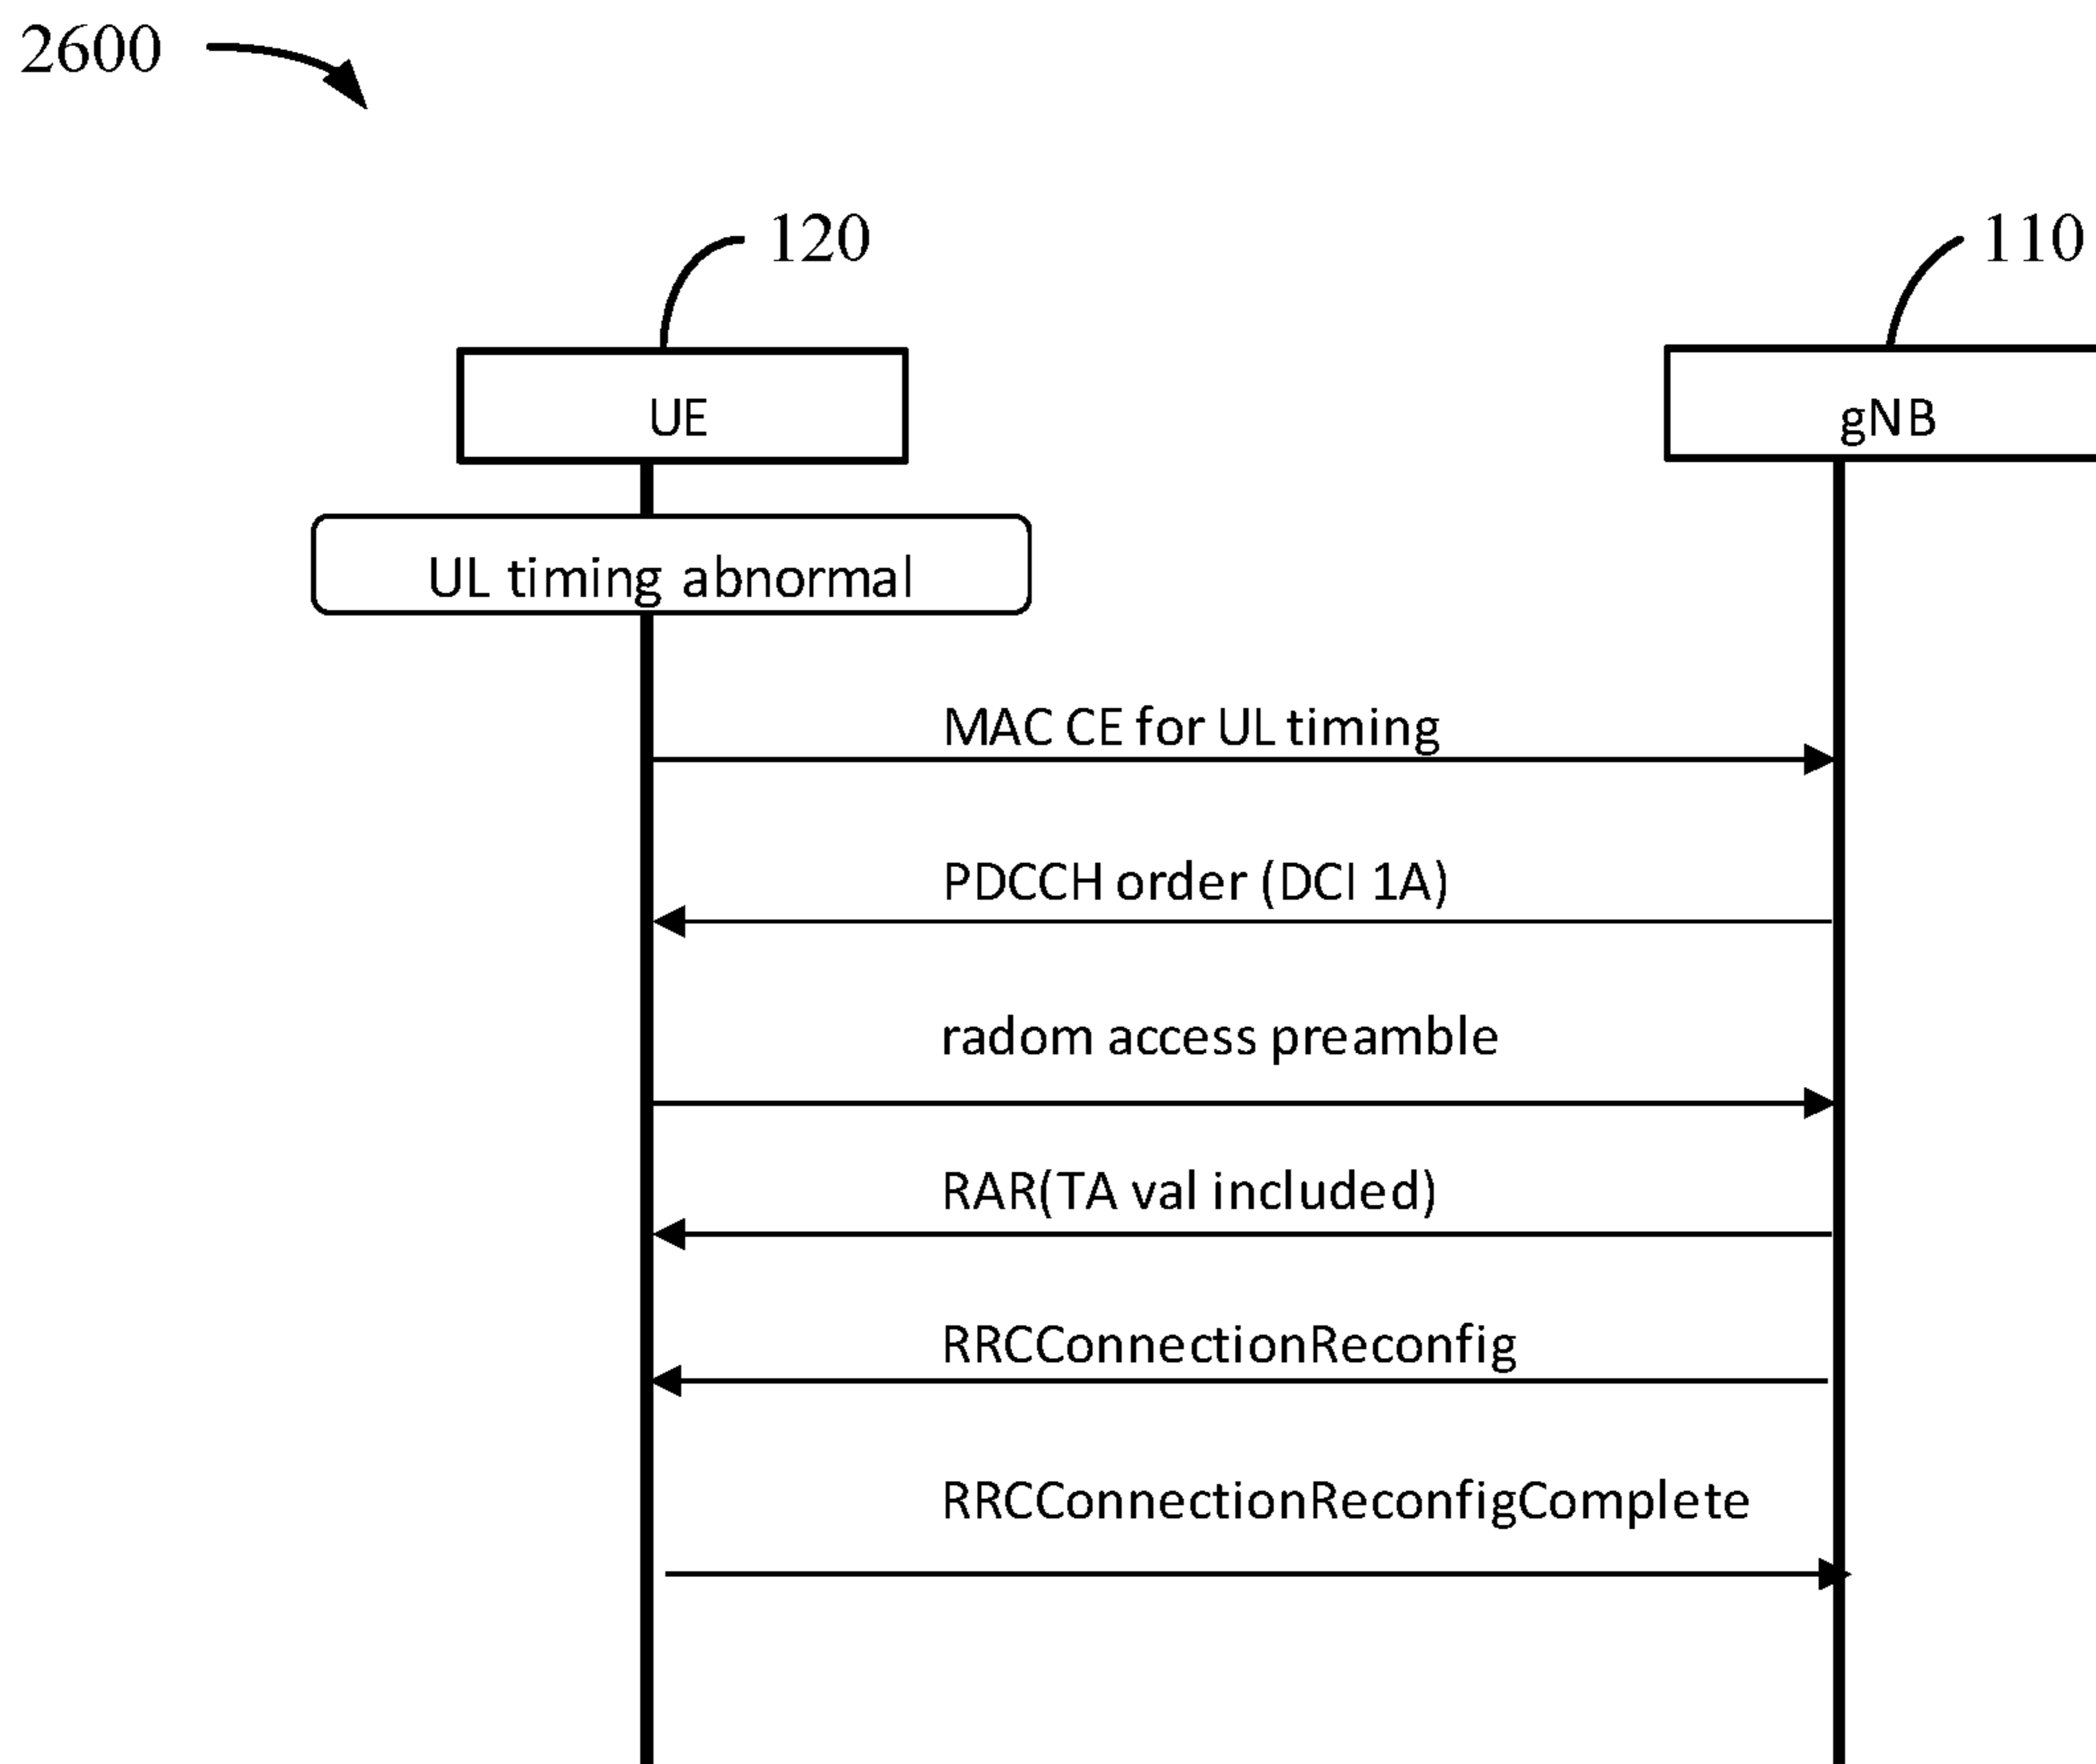 2600
120
110
UE
gNB
UL timing abnormal
MAC CE for UL timing
PDCCH order (DCI 1A)
radom access preamble
RAR(TA val included)
RRCConnectionReconfig
RRCConnectionReconfigComplete